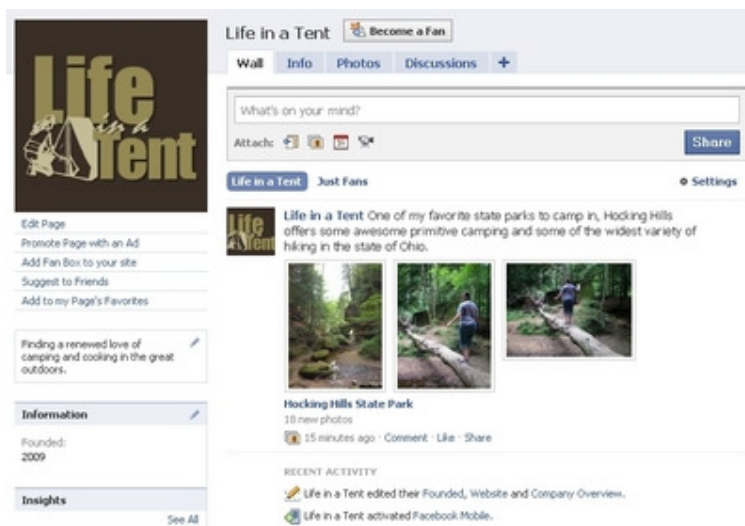 Life in a Tent
Become a Fan
Wall Info Photos Discussions +
What's on your mind?
Attach:
Share
Life in a Tent Just Fans
Settings
Life
in a
Tent
Edit Page
Promote Page with an Ad
Add Fan Box to your site
Suggest to Friends
Add to my Page's Favorites
Finding a renewed love of
camping and cooking in the great
outdoors.
Information
Founded:
2009
Insights
See All
Life
Tent
Life in a Tent One of my favorite state parks to camp in, Hocking Hills
offers some awesome primitive camping and some of the widest variety of
hiking in the state of Ohio.
Hocking Hills State Park
18 new photos
15 minutes ago · Comment · Like · Share
RECENT ACTIVITY
Life in a Tent edited their Founded, Website and Company Overview.
Life in a Tent activated Facebook Mobile.